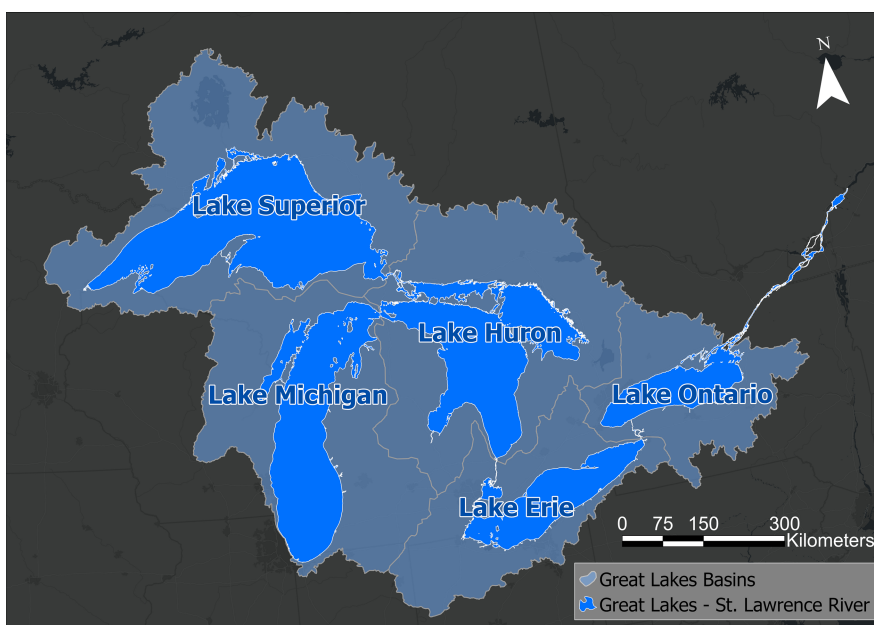 N
Lake Superior
Lake Huron
Lake Michigan
Lake Ontario
Lake Erie
0 75 150 300
Kilometers
Great Lakes Basins
Great Lakes - St. Lawrence River